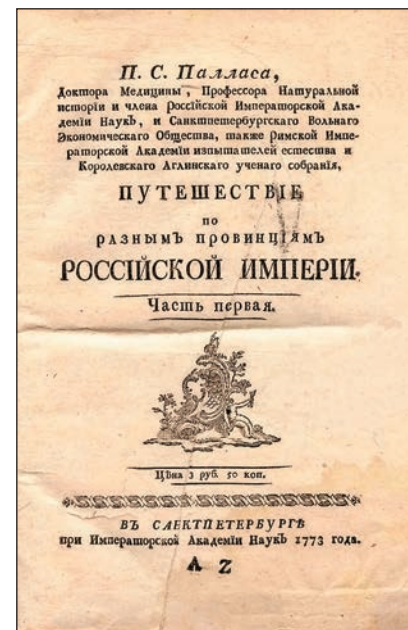 П. С. Палласа,
Доктора Медицины, Профессора Натуральной
исторіи и члена Россійской Императорской Ака-
деміи Наукъ, и Санктпетербургскаго Вольнаго
Экономическаго Общества, также Римской Импе-
раторской Академіи изпытателей естества и
Королевскаго Аглинскаго ученаго собранія,
ПУТЕШЕСТВІЕ
по
разнымъ провинціямъ
РОССІЙСКОЙ ИМПЕРІИ.
Часть первая.
Цѣна 3 руб. 50 коп.
ВЪ САНКТПЕТЕРБУРГѢ
при Императорской Академіи Наукъ 1773 года.
A Z